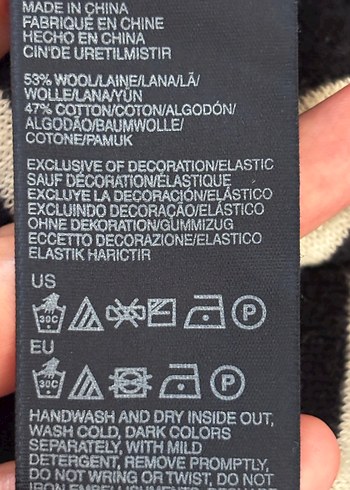 MADE IN CHINA
FABRIQUÉ EN CHINE
HECHO EN CHINA
CIN'DE URETILMISTIR
53% WOOL/LAINE/LANA/LÃ/
WOLLE/LANA/YÜN
47% COTTON/COTON/ALGODÓN/
ALGODÃO/BAUMWOLLE/
COTONE/PAMUK
EXCLUSIVE OF DECORATION/ELASTIC
SAUF DÉCORATION/ÉLASTIQUE
EXCLUYE LA DECORACIÓN/ELÁSTICO
EXCLUINDO DECORAÇÃO/ELÁSTICO
OHNE DEKORATION/GUMMIZUG
ECCETTO DECORAZIONE/ELASTICO
ELASTIK HARICTIR
US
30C P
EU
30C P
HANDWASH AND DRY INSIDE OUT,
WASH COLD, DARK COLORS
SEPARATELY, WITH MILD
DETERGENT, REMOVE PROMPTLY,
DO NOT WRING OR TWIST, DO NOT
IRON EMBELLISHMENTS,